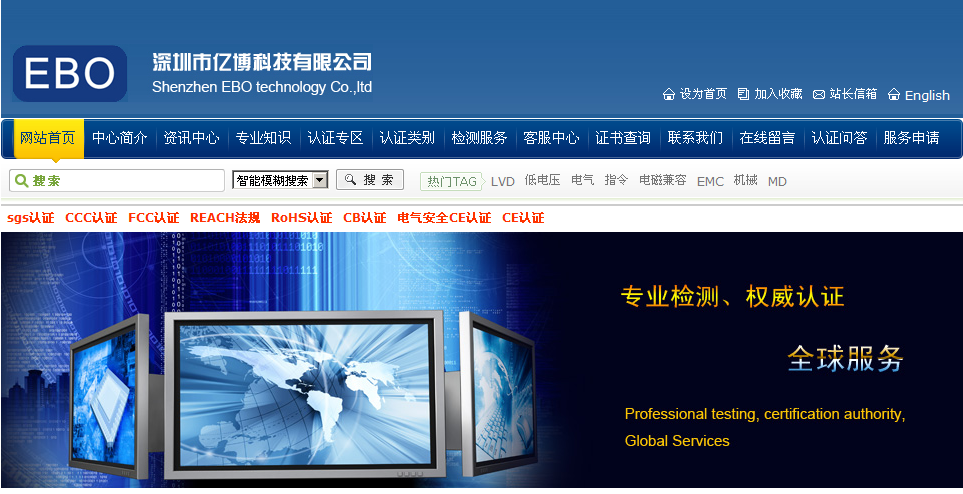 EBO
深圳市亿博科技有限公司
Shenzhen EBO technology Co.,ltd
设为首页 加入收藏 站长信箱 English
网站首页 中心简介 资讯中心 专业知识 认证专区 认证类别 检测服务 客服中心 证书查询 联系我们 在线留言 认证问答 服务申请
搜索 智能模糊搜索 搜 索 热门TAG LVD 低电压 电气 指令 电磁兼容 EMC 机械 MD
sgs认证 CCC认证 FCC认证 REACH法规 RoHS认证 CB认证 电气安全CE认证 CE认证
专业检测、权威认证
全球服务
Professional testing, certification authority,
Global Services